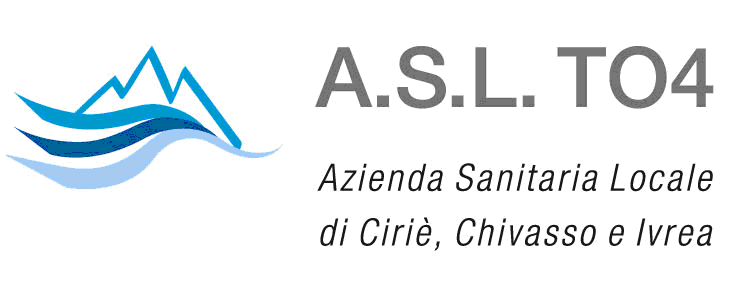 A.S.L. TO4
Azienda Sanitaria Locale
di Ciriè, Chivasso e Ivrea